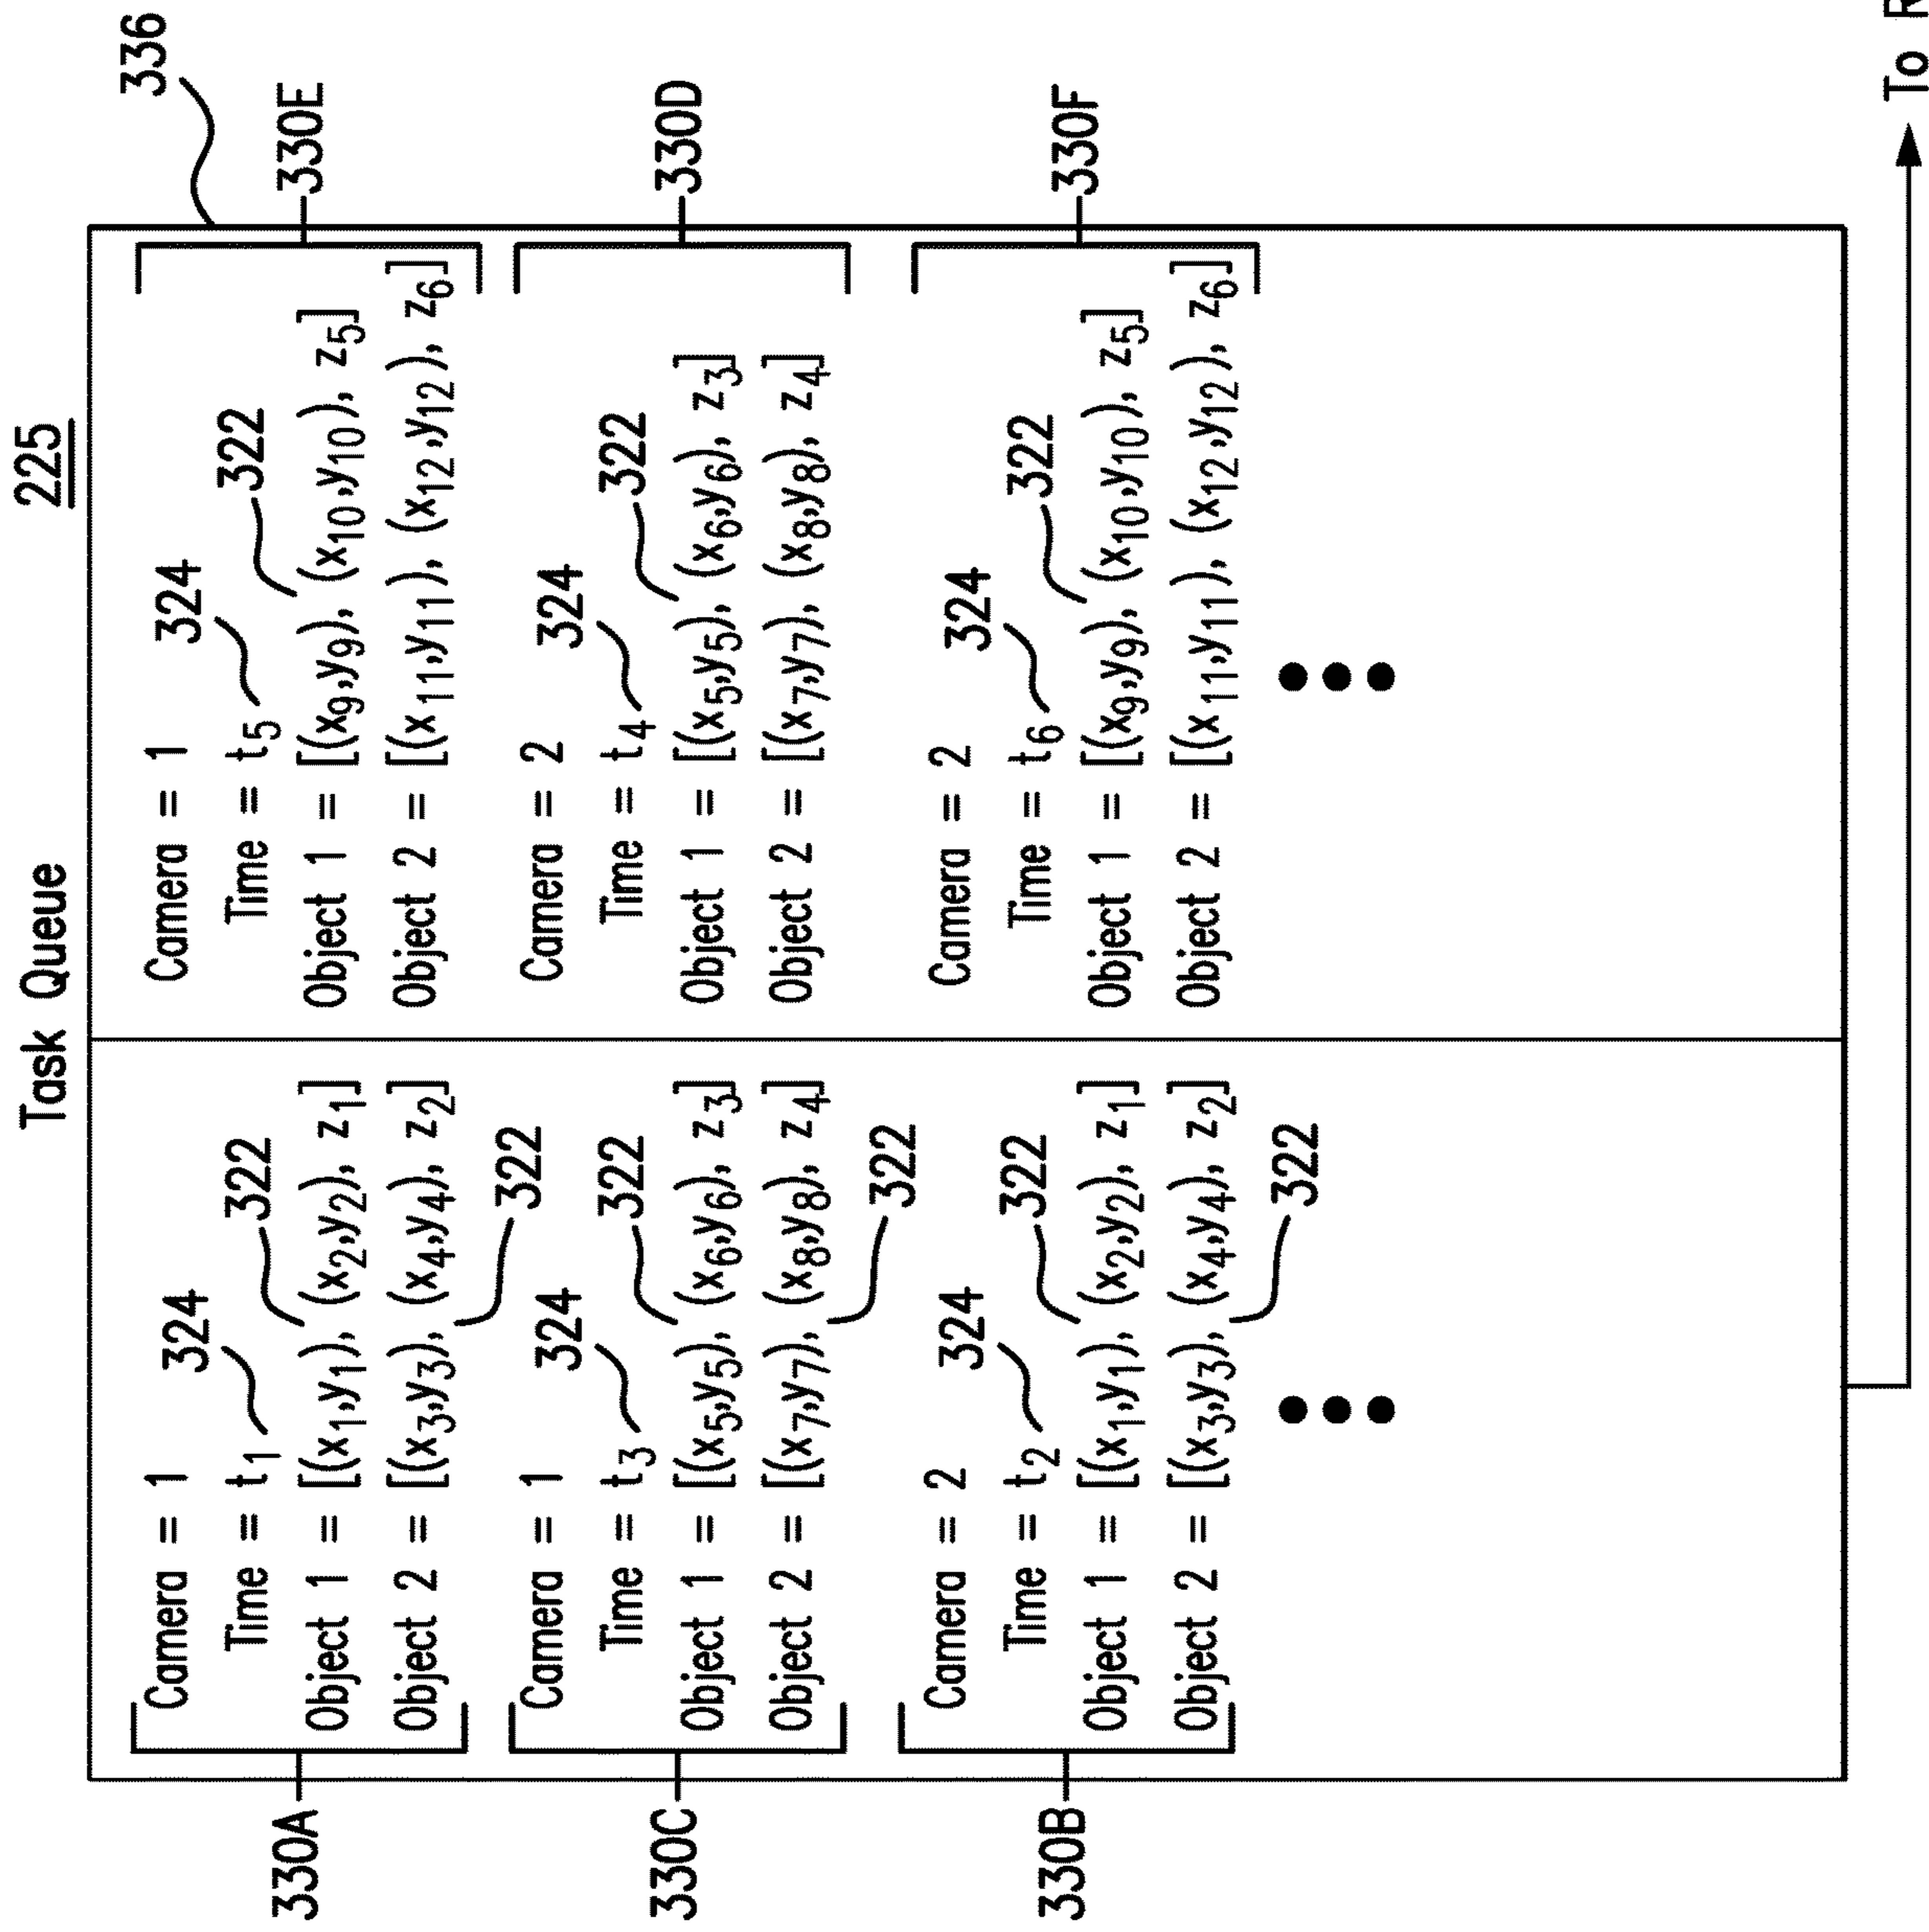 Task Queue
225
336
330A
Camera = 1
324
Time = t₁
322
Object 1 = [(x₁,y₁), (x₂,y₂), z₁]
Object 2 = [(x₃,y₃), (x₄,y₄), z₂]
322
330C
Camera = 1
324
Time = t₃
322
Object 1 = [(x₅,y₅), (x₆,y₆), z₃]
Object 2 = [(x₇,y₇), (x₈,y₈), z₄]
322
330B
Camera = 2
324
Time = t₂
322
Object 1 = [(x₁,y₁), (x₂,y₂), z₁]
Object 2 = [(x₃,y₃), (x₄,y₄), z₂]
322
330E
Camera = 1
324
Time = t₅
322
Object 1 = [(x₉,y₉), (x₁₀,y₁₀), z₅]
Object 2 = [(x₁₁,y₁₁), (x₁₂,y₁₂), z₆]
330D
Camera = 2
324
Time = t₄
322
Object 1 = [(x₅,y₅), (x₆,y₆), z₃]
Object 2 = [(x₇,y₇), (x₈,y₈), z₄]
330F
Camera = 2
324
Time = t₆
322
Object 1 = [(x₉,y₉), (x₁₀,y₁₀), z₅]
Object 2 = [(x₁₁,y₁₁), (x₁₂,y₁₂), z₆]
To